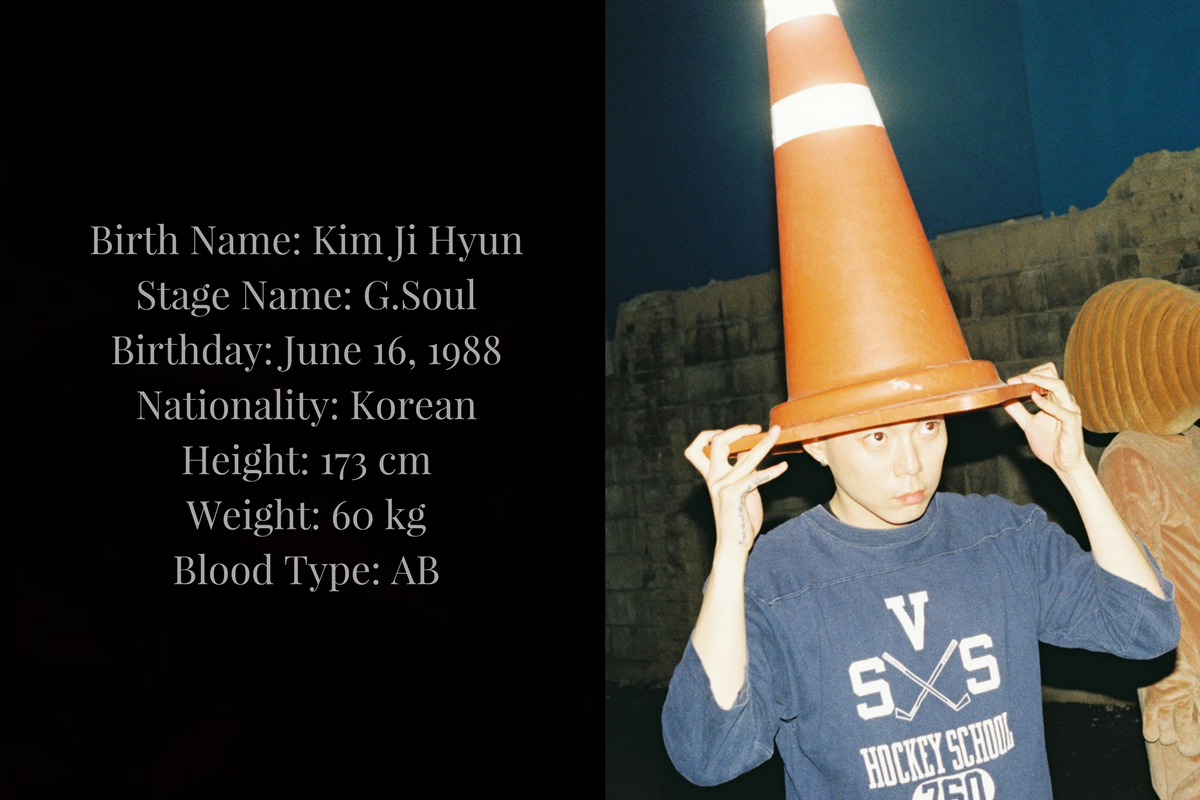 Birth Name: Kim Ji Hyun
Stage Name: G.Soul
Birthday: June 16, 1988
Nationality: Korean
Height: 173 cm
Weight: 60 kg
Blood Type: AB
V
S S
HOCKEY SCHOOL
750